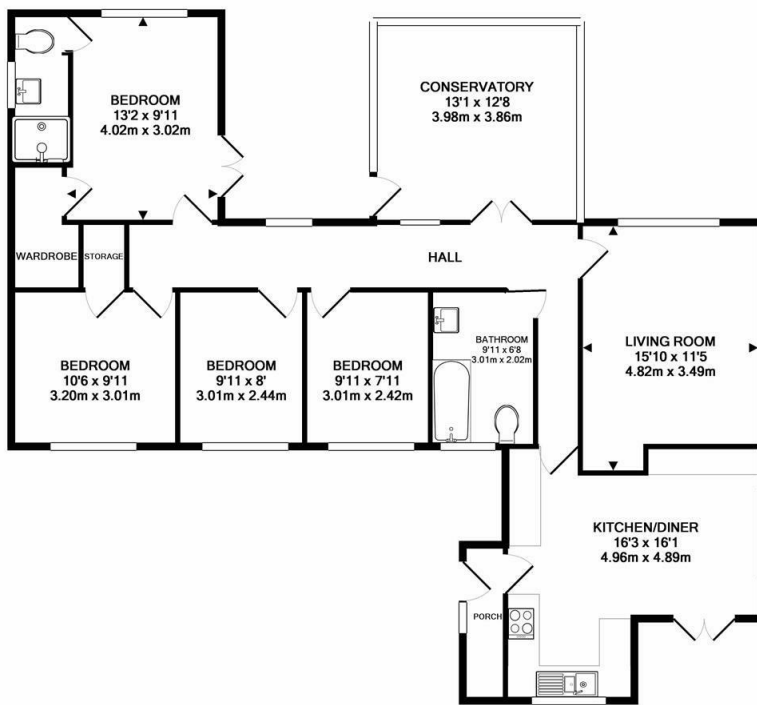 BEDROOM
13'2 x 9'11
4.02m x 3.02m
CONSERVATORY
13'1 x 12'8
3.98m x 3.86m
WARDROBE
STORAGE
HALL
BEDROOM
10'6 x 9'11
3.20m x 3.01m
BEDROOM
9'11 x 8'
3.01m x 2.44m
BEDROOM
9'11 x 7'11
3.01m x 2.42m
BATHROOM
9'11 x 6'8
3.01m x 2.02m
LIVING ROOM
15'10 x 11'5
4.82m x 3.49m
KITCHEN/DINER
16'3 x 16'1
4.96m x 4.89m
PORCH